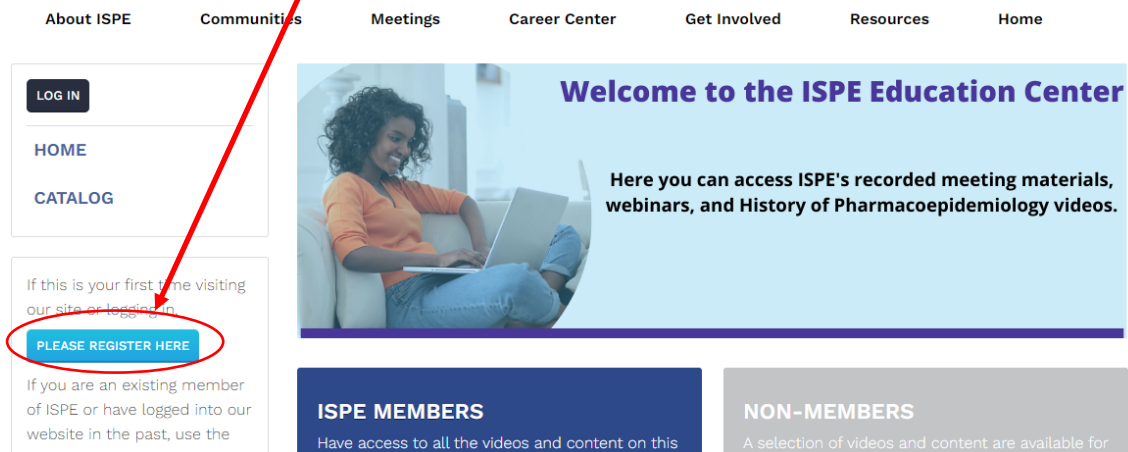 About ISPE Communities Meetings Career Center Get Involved Resources Home
LOG IN
HOME
CATALOG
If this is your first time visiting
our site or logging in,
PLEASE REGISTER HERE
If you are an existing member
of ISPE or have logged into our
website in the past, use the
Welcome to the ISPE Education Center
Here you can access ISPE's recorded meeting materials,
webinars, and History of Pharmacoepidemiology videos.
ISPE MEMBERS
Have access to all the videos and content on this
NON-MEMBERS
A selection of videos and content are available for